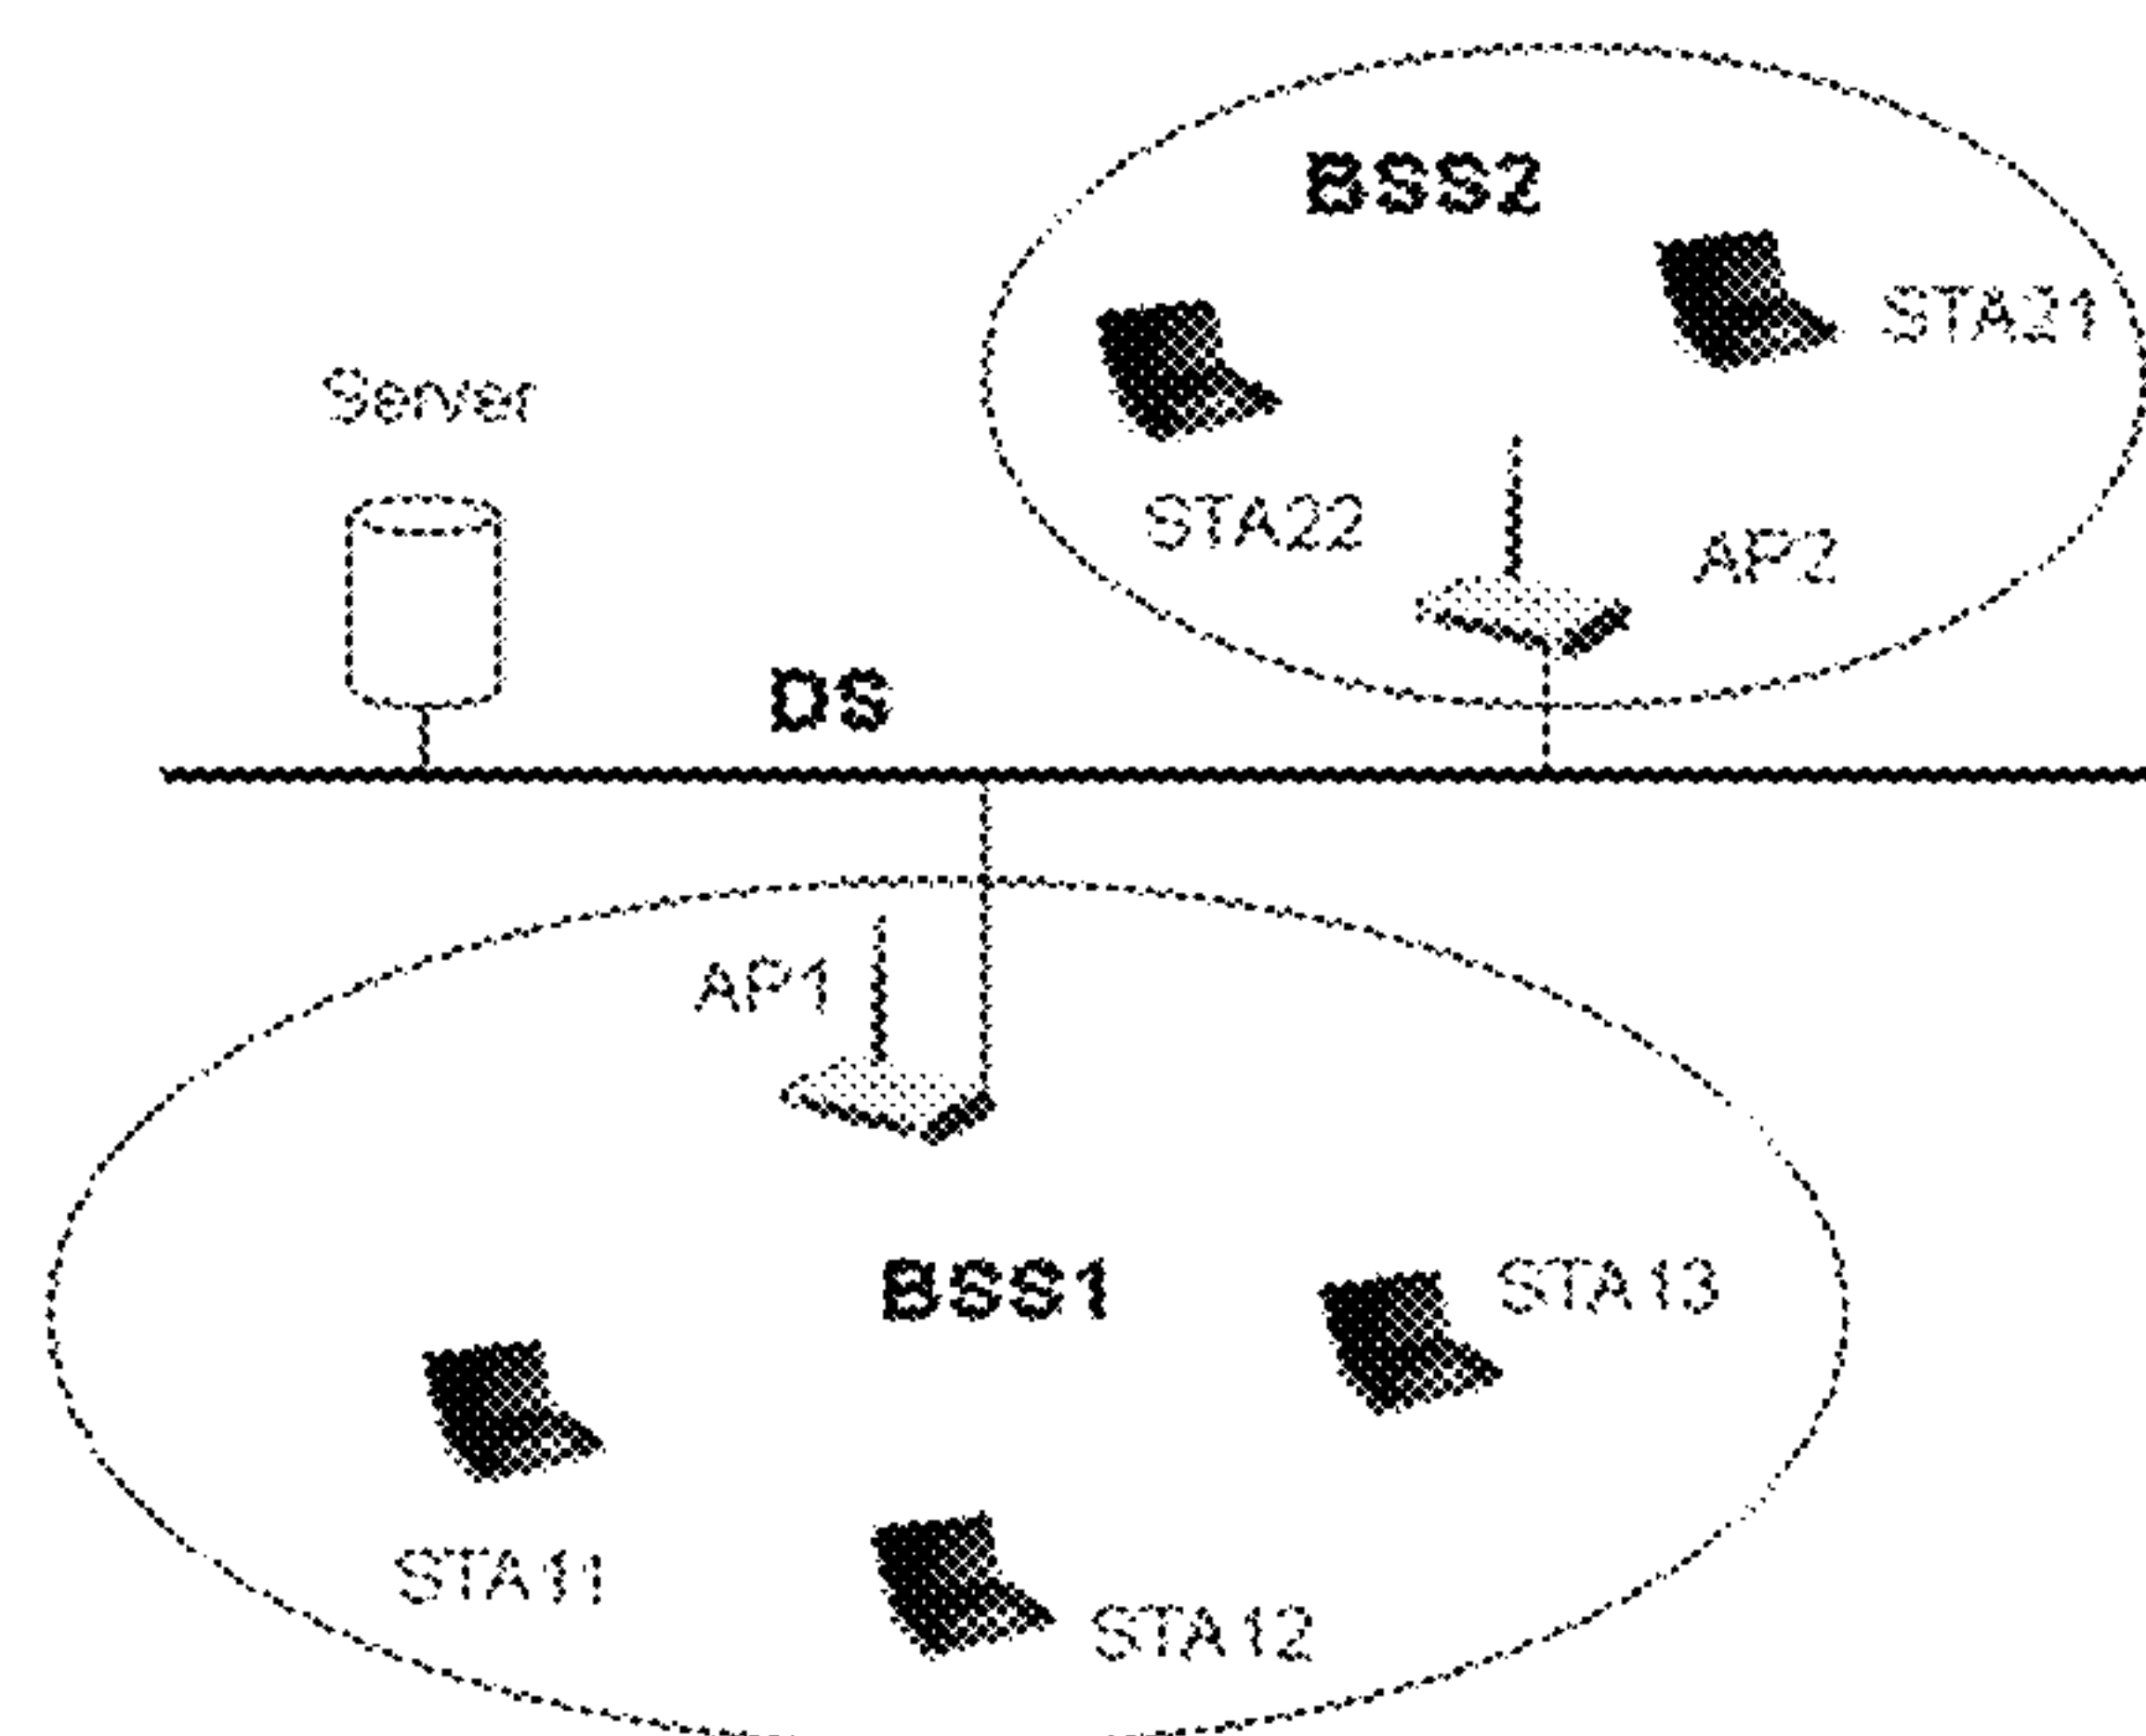 BSS2
STA21
Server
STA22
AP2
DS
AP1
BSS1
STA13
STA11
STA12